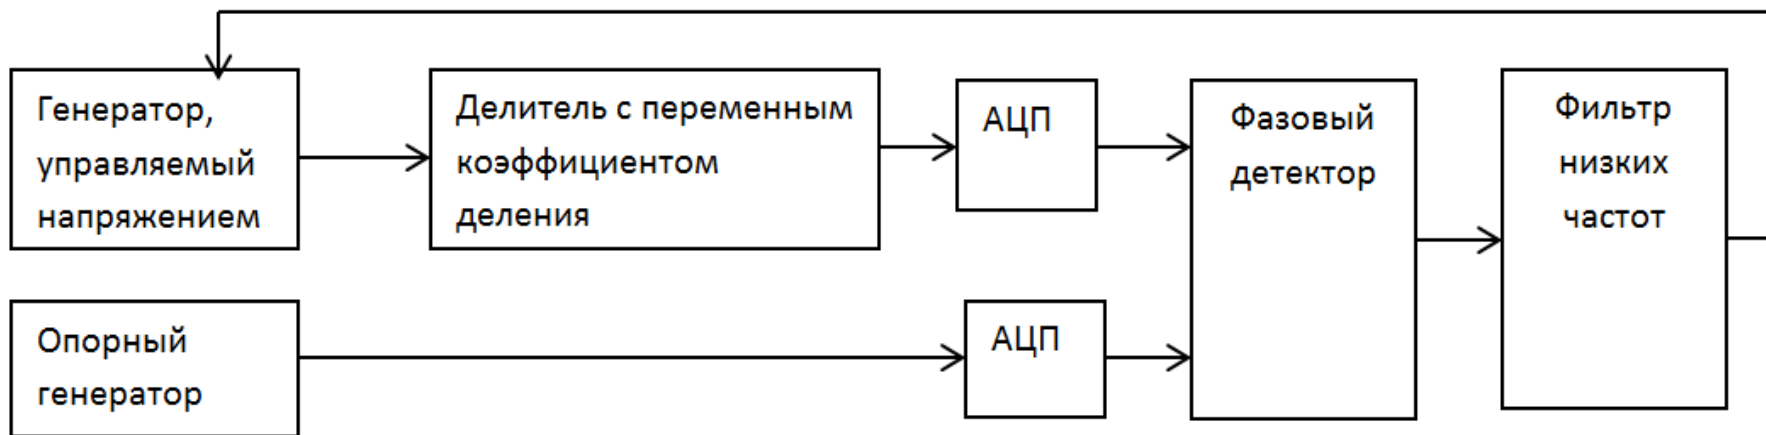 Генератор,
управляемый
напряжением
Делитель с переменным
коэффициентом
деления
АЦП
Фазовый
детектор
Фильтр
низких
частот
Опорный
генератор
АЦП